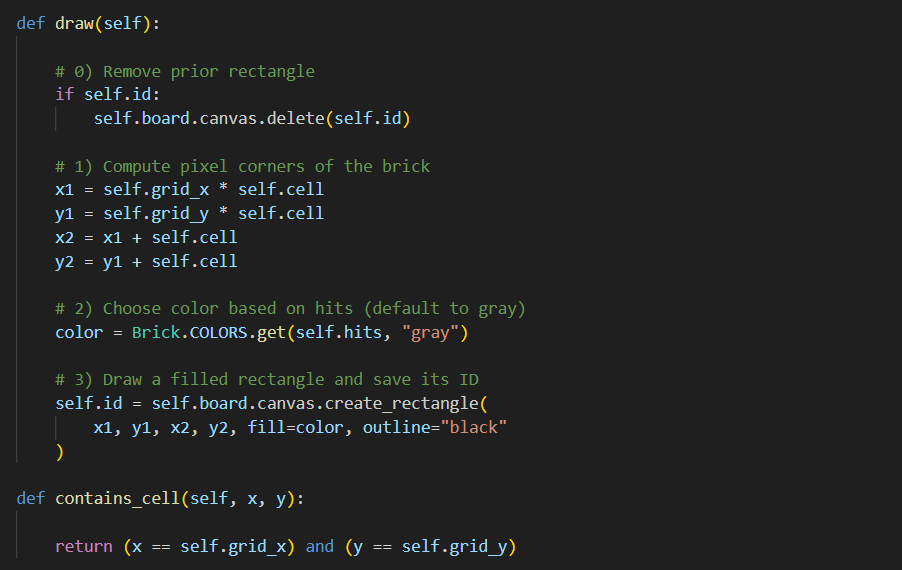 def draw(self):
# 0) Remove prior rectangle
if self.id:
self.board.canvas.delete(self.id)
# 1) Compute pixel corners of the brick
x1 = self.grid_x * self.cell
y1 = self.grid_y * self.cell
x2 = x1 + self.cell
y2 = y1 + self.cell
# 2) Choose color based on hits (default to gray)
color = Brick.COLORS.get(self.hits, "gray")
# 3) Draw a filled rectangle and save its ID
self.id = self.board.canvas.create_rectangle(
x1, y1, x2, y2, fill=color, outline="black"
)
def contains_cell(self, x, y):
return (x == self.grid_x) and (y == self.grid_y)